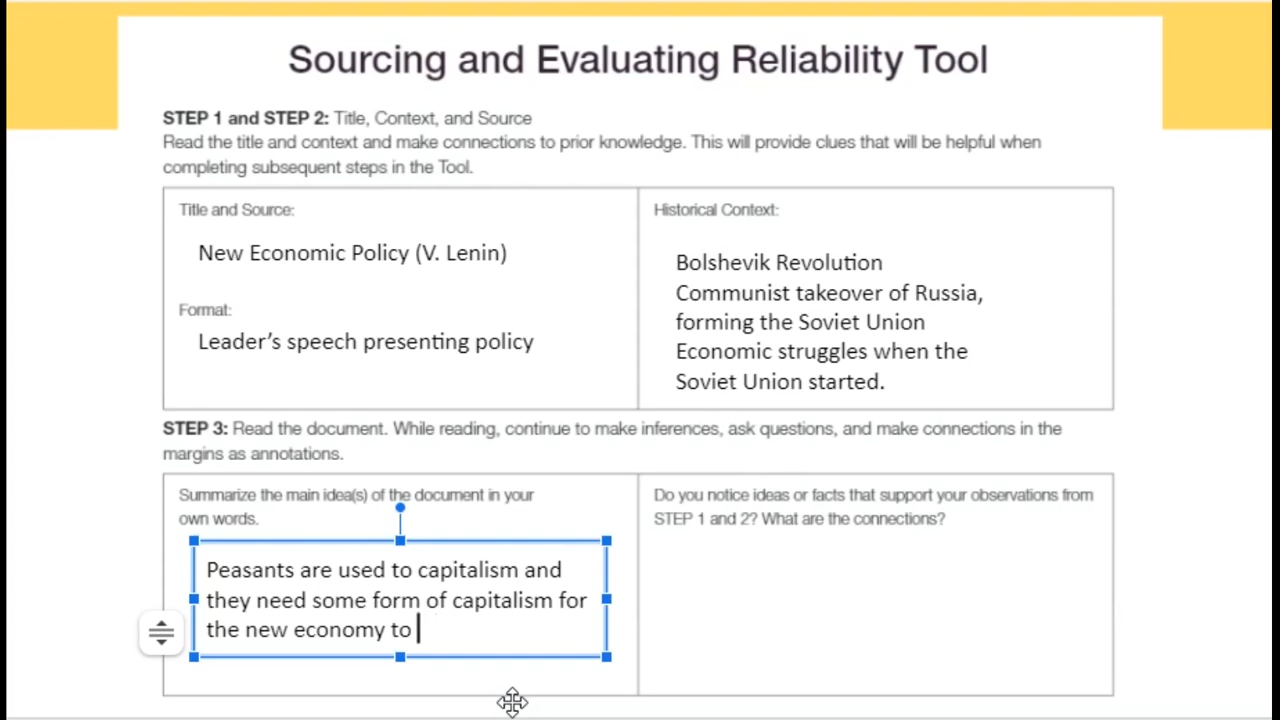 Sourcing and Evaluating Reliability Tool
STEP 1 and STEP 2: Title, Context, and Source
Read the title and context and make connections to prior knowledge. This will provide clues that will be helpful when
completing subsequent steps in the Tool.
Title and Source:
New Economic Policy (V. Lenin)
Format:
Leader’s speech presenting policy
Historical Context:
Bolshevik Revolution
Communist takeover of Russia,
forming the Soviet Union
Economic struggles when the
Soviet Union started.
STEP 3: Read the document. While reading, continue to make inferences, ask questions, and make connections in the
margins as annotations.
Summarize the main idea(s) of the document in your
own words.
Peasants are used to capitalism and
they need some form of capitalism for
the new economy to
Do you notice ideas or facts that support your observations from
STEP 1 and 2? What are the connections?